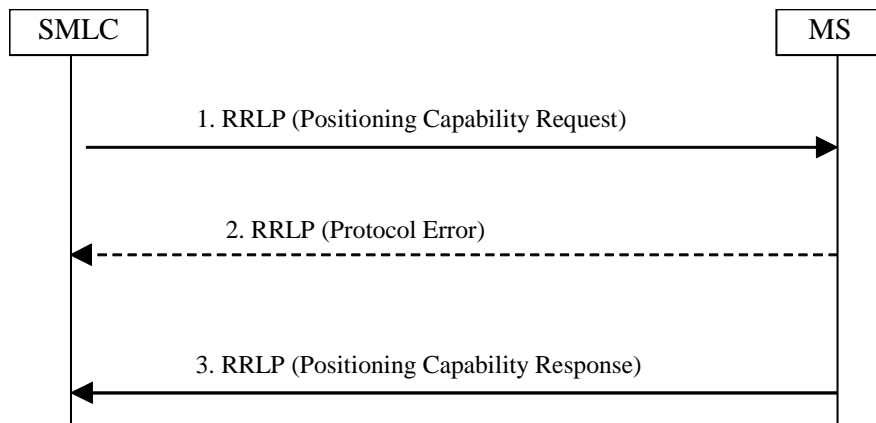 SMLC
MS
1. RRLP (Positioning Capability Request)
2. RRLP (Protocol Error)
3. RRLP (Positioning Capability Response)